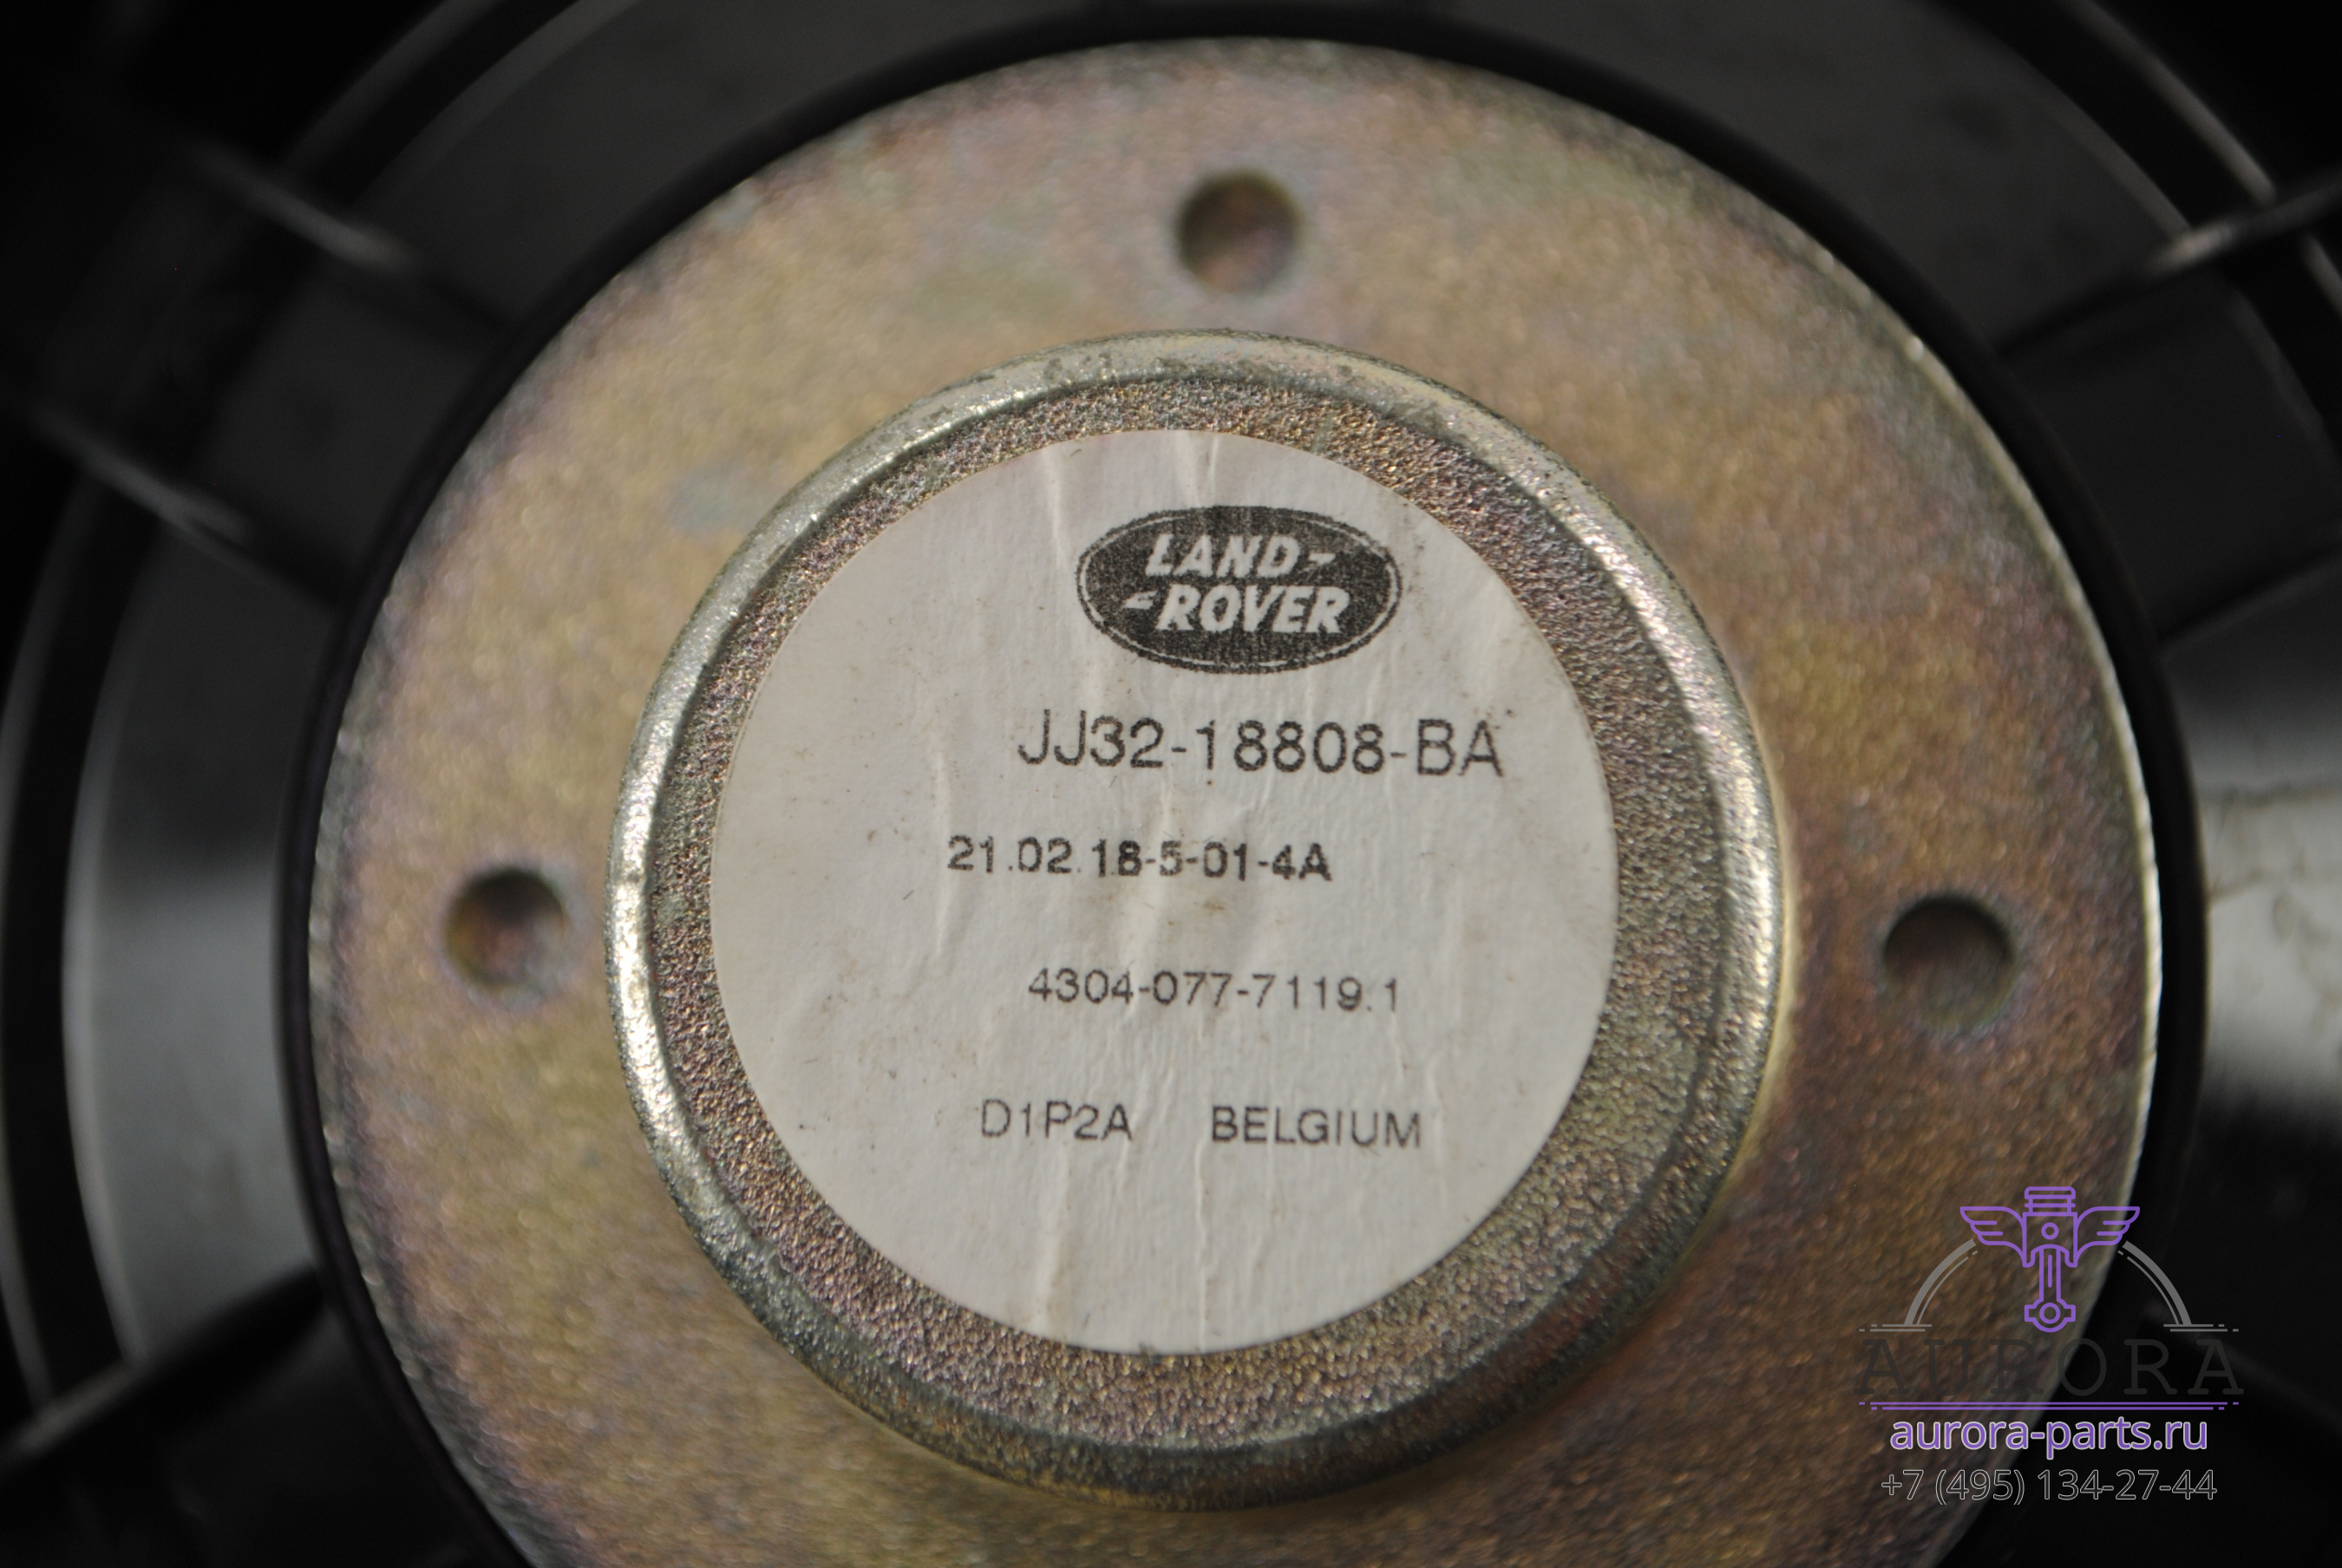 LAND-
-ROVER
JJ32-18808-BA
21.02.18-5-01-4A
4304-077-7119.1
D1P2A BELGIUM
AURORA
aurora-parts.ru
+7 (495) 134-27-44